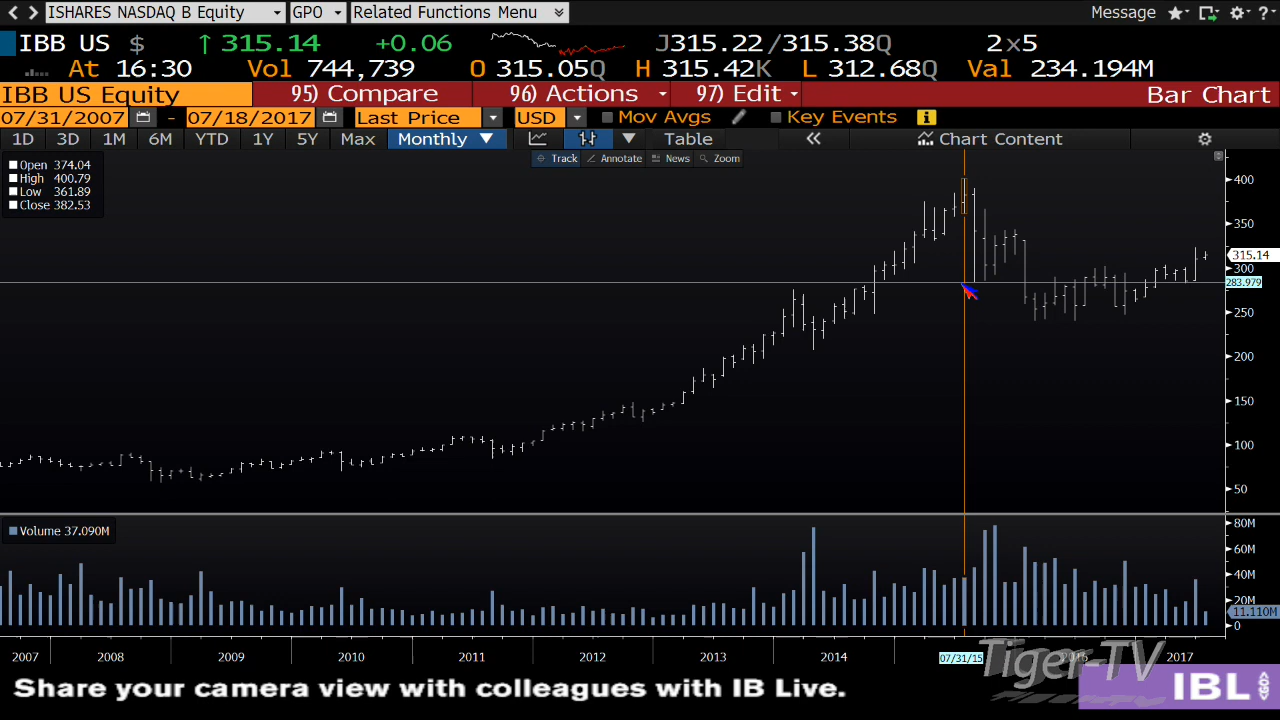 ISHARES NASDAQ B Equity GPO Related Functions Menu Message
IBB US $ ↑ 315.14 +0.06 J315.22 /315.38Q 2×5
At 16:30 Vol 744,739 O 315.05Q H 315.42K L 312.68Q Val 234.194M
IBB US Equity 95) Compare 96) Actions 97) Edit Bar Chart
07/31/2007 - 07/18/2017 Last Price USD Mov Avgs Key Events
1D 3D 1M 6M YTD 1Y 5Y Max Monthly ▼ Table « Chart Content
Track Annotate News Zoom
Open 374.04
High 400.79
Low 361.89
Close 382.53
400
350
315.14
300
283.979
250
200
150
100
50
Volume 37.090M
80M
60M
40M
20M
11.110M
0
2007 2008 2009 2010 2011 2012 2013 2014 07/31/15 2016 2017
Tiger-TV
Share your camera view with colleagues with IB Live.
IBL GO